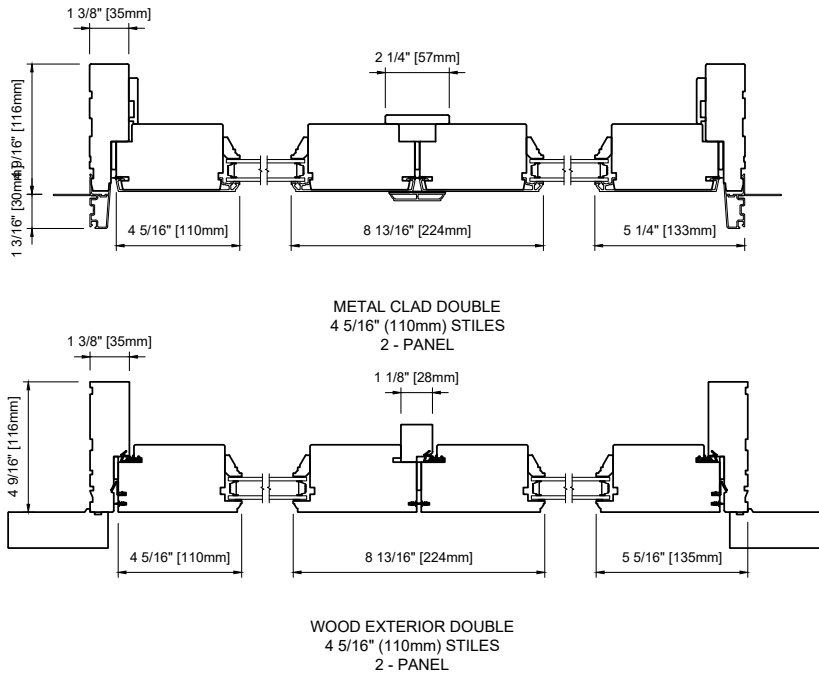 1 3/8" [35mm]
2 1/4" [57mm]
4 9/16" [116mm]
1 3/16" [30mm]
4 5/16" [110mm]
8 13/16" [224mm]
5 1/4" [133mm]
METAL CLAD DOUBLE
4 5/16" (110mm) STILES
2 - PANEL
1 3/8" [35mm]
1 1/8" [28mm]
4 9/16" [116mm]
4 5/16" [110mm]
8 13/16" [224mm]
5 5/16" [135mm]
WOOD EXTERIOR DOUBLE
4 5/16" (110mm) STILES
2 - PANEL